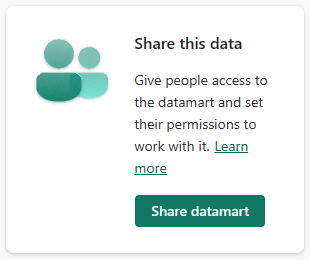 Share this data
Give people access to
the datamart and set
their permissions to
work with it. Learn
more
Share datamart